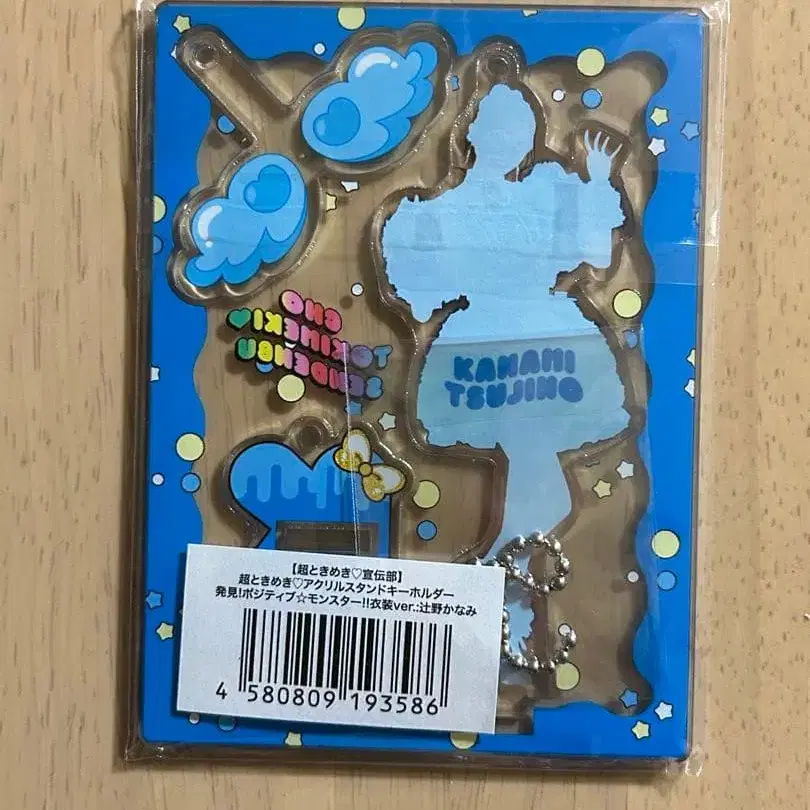 CHO
TOKIMEKI♥
SENDENBU
KANAMI
TSUJINO
【超ときめき♡宣伝部】
超ときめき♡アクリルスタンドキーホルダー
発見!ポジティブ☆モンスター!!衣装ver.:辻野かなみ
4 580809 193586